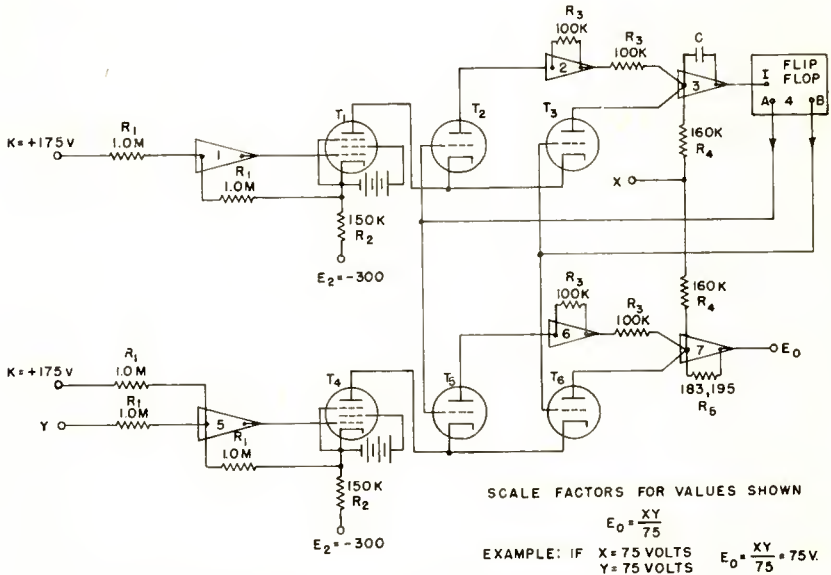 R3
100K
R3
100K
C
2
3
I
FLIP
FLOP
A 4 B
T1
T2
T3
K=+175V
R1
1.0M
1
R1
1.0M
160K
R4
X
150K
R2
E2=-300
R3
100K
R3
100K
160K
R4
6
7
E0
183,195
R5
K=+175V
R1
1.0M
R1
1.0M
Y
5
R1
1.0M
T4
T5
T6
150K
R2
E2=-300
SCALE FACTORS FOR VALUES SHOWN
E0 = XY/75
EXAMPLE: IF X= 75 VOLTS E0 = XY/75 = 75V.
Y= 75 VOLTS